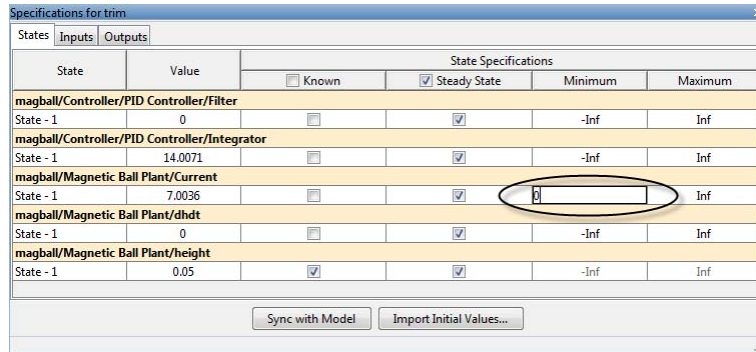 Specifications for trim
States Inputs Outputs
State Value State Specifications
Known Steady State Minimum Maximum
magball/Controller/PID Controller/Filter
State - 1 0 -Inf Inf
magball/Controller/PID Controller/Integrator
State - 1 14.0071 -Inf Inf
magball/Magnetic Ball Plant/Current
State - 1 7.0036 0 Inf
magball/Magnetic Ball Plant/dhdt
State - 1 0 -Inf Inf
magball/Magnetic Ball Plant/height
State - 1 0.05 -Inf Inf
Sync with Model Import Initial Values...